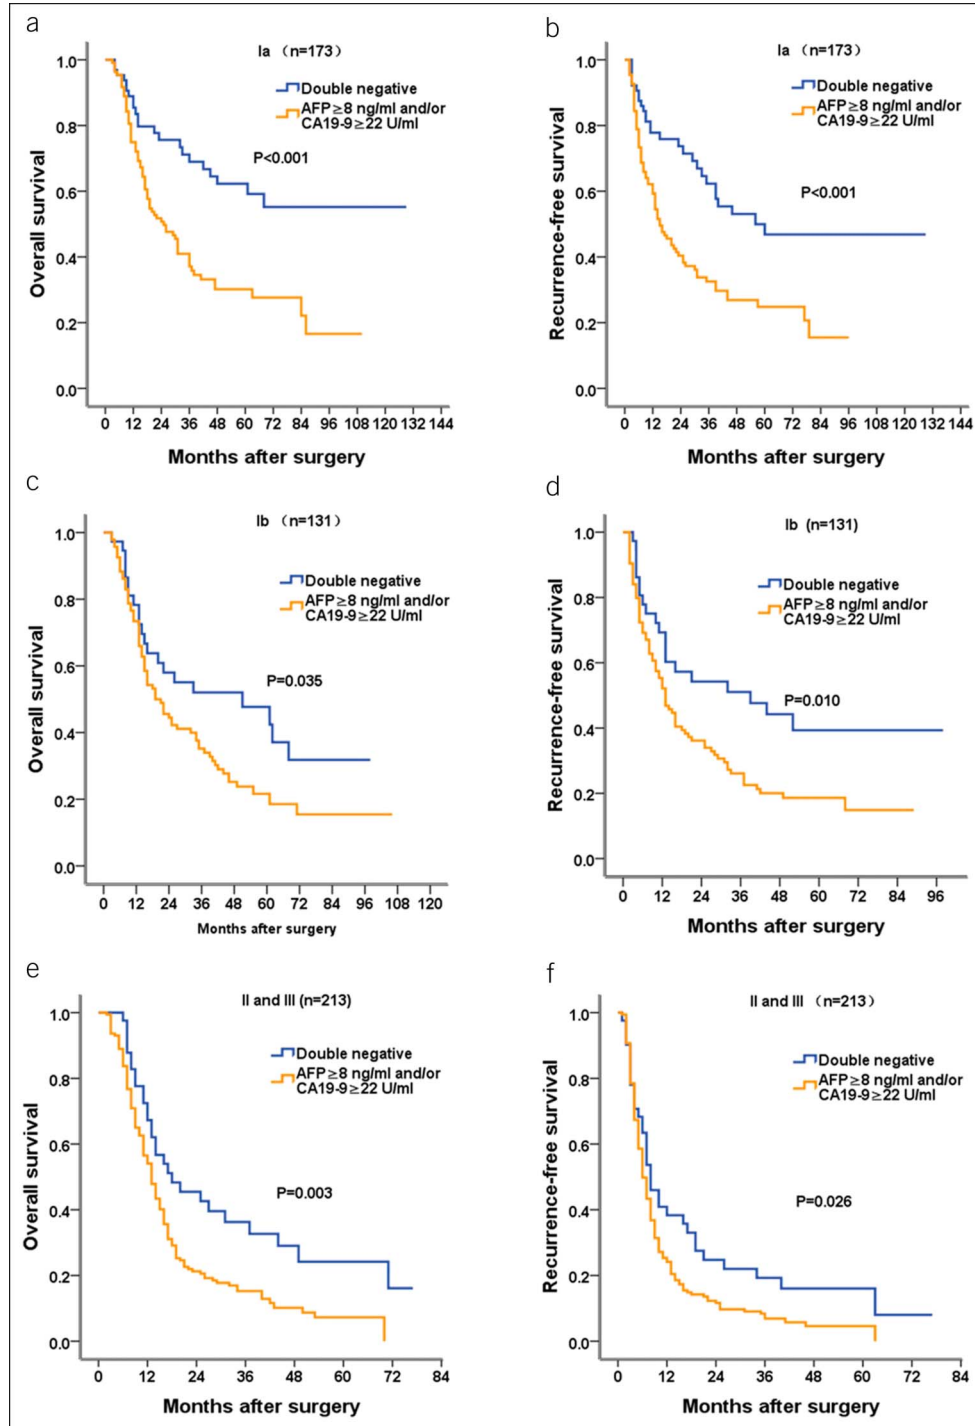 a
Ia （n=173）
Double negative
AFP≥8 ng/ml and/or
CA19-9≥22 U/ml
P<0.001
Overall survival
1.0
0.8
0.6
0.4
0.2
0.0
0 12 24 36 48 60 72 84 96 108 120 132 144
Months after surgery
b
Ia （n=173）
Double negative
AFP≥8 ng/ml and/or
CA19-9≥22 U/ml
P<0.001
Recurrence-free survival
1.0
0.8
0.6
0.4
0.2
0.0
0 12 24 36 48 60 72 84 96 108 120 132 144
Months after surgery
c
Ib （n=131）
Double negative
AFP≥8 ng/ml and/or
CA19-9≥22 U/ml
P=0.035
Overall survival
1.0
0.8
0.6
0.4
0.2
0.0
0 12 24 36 48 60 72 84 96 108 120
Months after surgery
d
Ib (n=131)
Double negative
AFP≥8 ng/ml and/or
CA19-9≥22 U/ml
P=0.010
Recurrence-free survival
1.0
0.8
0.6
0.4
0.2
0.0
0 12 24 36 48 60 72 84 96
Months after surgery
e
II and III (n=213)
Double negative
AFP≥8 ng/ml and/or
CA19-9≥22 U/ml
P=0.003
Overall survival
1.0
0.8
0.6
0.4
0.2
0.0
0 12 24 36 48 60 72 84
Months after surgery
f
II and III （n=213）
Double negative
AFP≥8 ng/ml and/or
CA19-9≥22 U/ml
P=0.026
Recurrence-free survival
1.0
0.8
0.6
0.4
0.2
0.0
0 12 24 36 48 60 72 84
Months after surgery